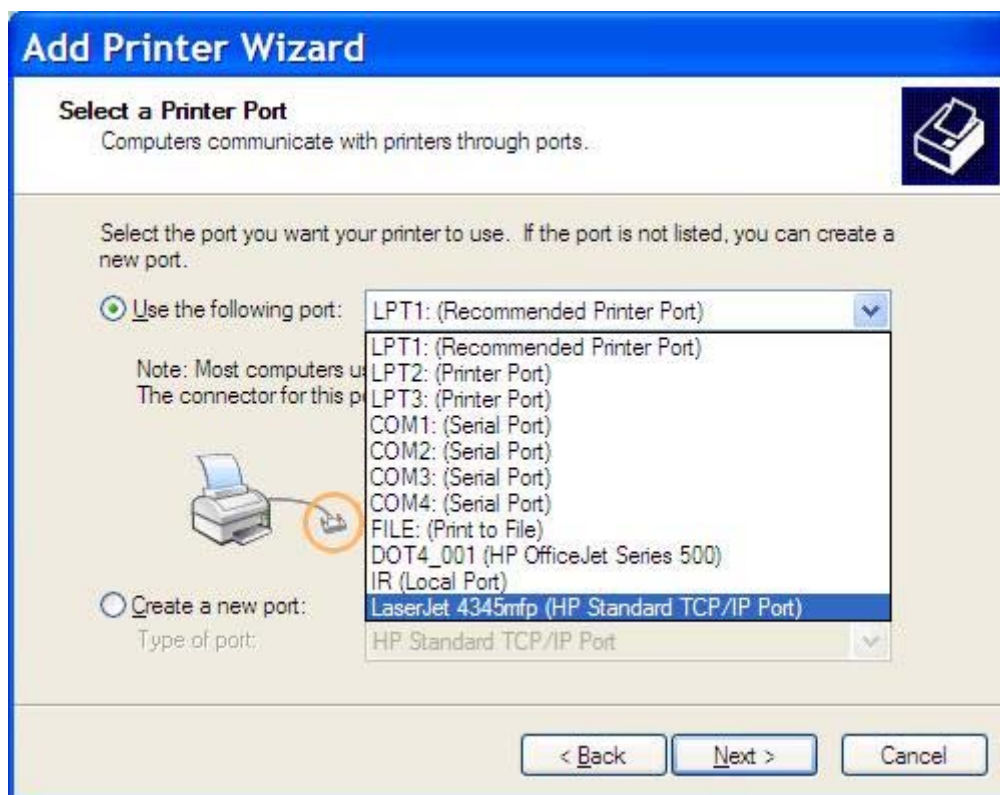 Add Printer Wizard
Select a Printer Port
Computers communicate with printers through ports.
Select the port you want your printer to use. If the port is not listed, you can create a
new port.
Use the following port:
LPT1: (Recommended Printer Port)
LPT1: (Recommended Printer Port)
Note: Most computers
LPT2: (Printer Port)
The connector for this
LPT3: (Printer Port)
COM1: (Serial Port)
COM2: (Serial Port)
COM3: (Serial Port)
COM4: (Serial Port)
FILE: (Print to File)
DOT4_001 (HP OfficeJet Series 500)
IR (Local Port)
LaserJet 4345mfp (HP Standard TCP/IP Port)
Create a new port:
Type of port:
HP Standard TCP/IP Port
< Back
Next >
Cancel